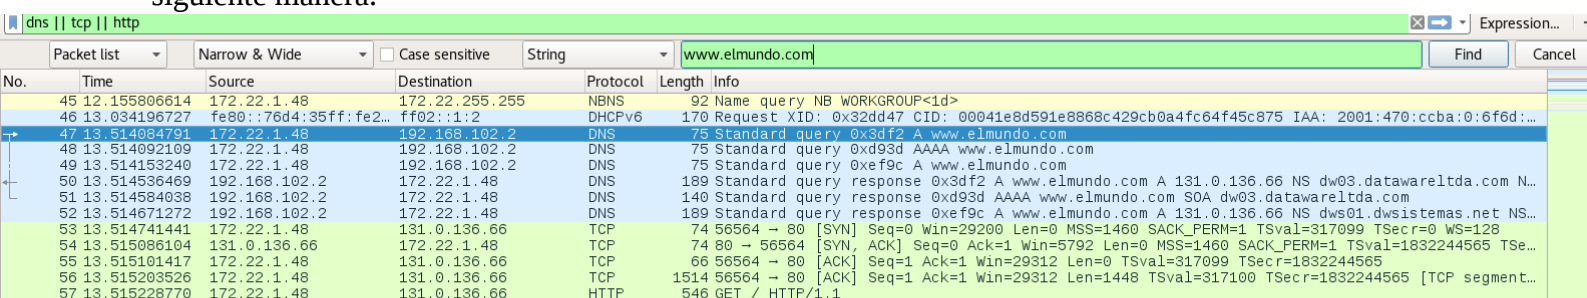 siguiente manera:
dns || tcp || http Expression...
Packet list Narrow & Wide Case sensitive String www.elmundo.com Find Cancel
No. Time Source Destination Protocol Length Info
45 12.155806614 172.22.1.48 172.22.255.255 NBNS 92 Name query NB WORKGROUP<1d>
46 13.034196727 fe80::76d4:35ff:fe2… ff02::1:2 DHCPv6 170 Request XID: 0x32dd47 CID: 00041e8d591e8868c429cb0a4fc64f45c875 IAA: 2001:470:ccba:0:6f6d:…
47 13.514084791 172.22.1.48 192.168.102.2 DNS 75 Standard query 0x3df2 A www.elmundo.com
48 13.514092109 172.22.1.48 192.168.102.2 DNS 75 Standard query 0xd93d AAAA www.elmundo.com
49 13.514153240 172.22.1.48 192.168.102.2 DNS 75 Standard query 0xef9c A www.elmundo.com
50 13.514536469 192.168.102.2 172.22.1.48 DNS 189 Standard query response 0x3df2 A www.elmundo.com A 131.0.136.66 NS dw03.datawareltda.com N…
51 13.514584038 192.168.102.2 172.22.1.48 DNS 140 Standard query response 0xd93d AAAA www.elmundo.com SOA dw03.datawareltda.com
52 13.514671272 192.168.102.2 172.22.1.48 DNS 189 Standard query response 0xef9c A www.elmundo.com A 131.0.136.66 NS dws01.dwsistemas.net NS…
53 13.514741441 172.22.1.48 131.0.136.66 TCP 74 56564 → 80 [SYN] Seq=0 Win=29200 Len=0 MSS=1460 SACK_PERM=1 TSval=317099 TSecr=0 WS=128
54 13.515086104 131.0.136.66 172.22.1.48 TCP 74 80 → 56564 [SYN, ACK] Seq=0 Ack=1 Win=5792 Len=0 MSS=1460 SACK_PERM=1 TSval=1832244565 TSe…
55 13.515101417 172.22.1.48 131.0.136.66 TCP 66 56564 → 80 [ACK] Seq=1 Ack=1 Win=29312 Len=0 TSval=317099 TSecr=1832244565
56 13.515203526 172.22.1.48 131.0.136.66 TCP 1514 56564 → 80 [ACK] Seq=1 Ack=1 Win=29312 Len=1448 TSval=317100 TSecr=1832244565 [TCP segment…
57 13.515228770 172.22.1.48 131.0.136.66 HTTP 546 GET / HTTP/1.1